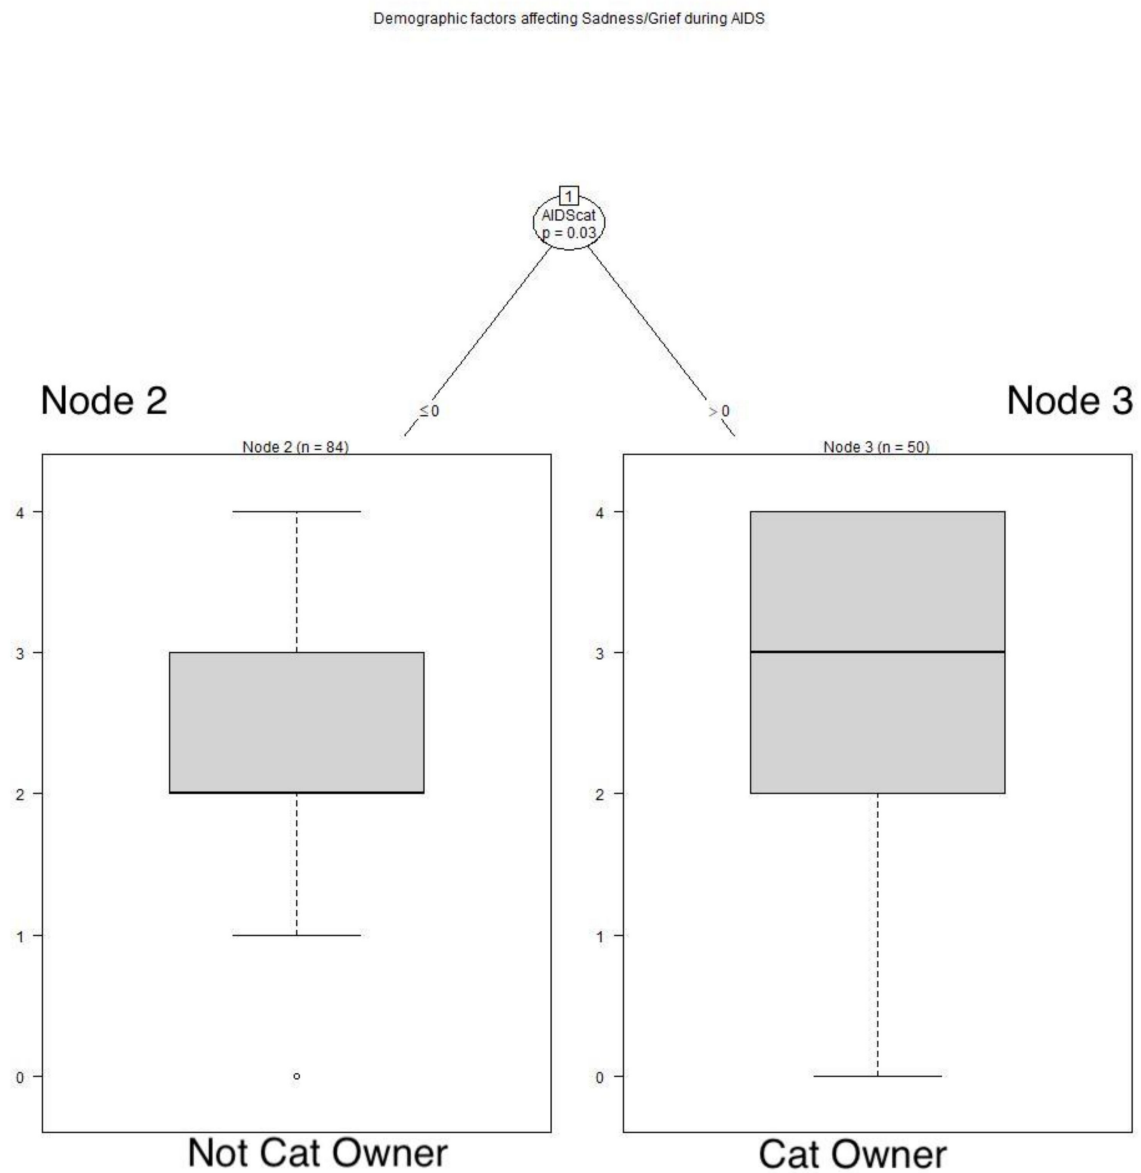 Demographic factors affecting Sadness/Grief during AIDS
1
AIDScat
p = 0.03
≤ 0
> 0
Node 2
Node 3
Node 2 (n = 84)
Node 3 (n = 50)
4
3
2
1
0
4
3
2
1
0
Not Cat Owner
Cat Owner